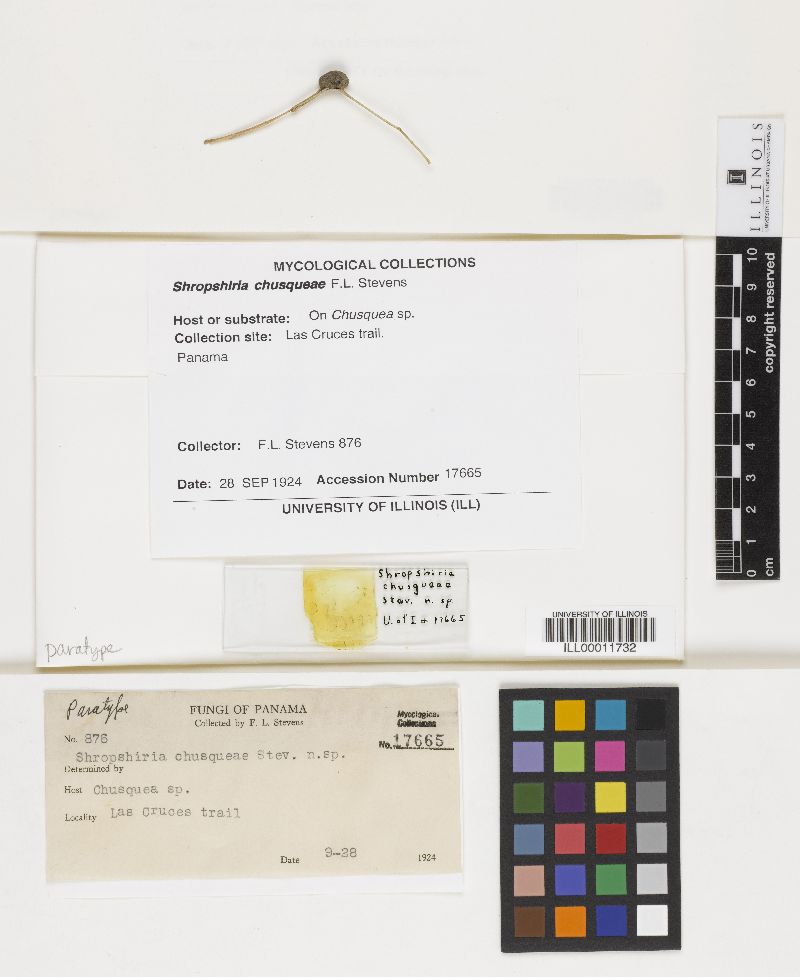 ILLINOIS
MYCOLOGICAL COLLECTIONS
Shropshiria chusqueae F.L. Stevens
Host or substrate: On Chusquea sp.
Collection site: Las Cruces trail.
Panama
Collector: F.L. Stevens 876
Date: 28 SEP 1924 Accession Number 17665
UNIVERSITY OF ILLINOIS (ILL)
10
9
8
7
6
5
4
3
2
1
0
cm
copyright reserved
Shropshiria
chusqueae
Stev. n. sp
U. of I # 17665
UNIVERSITY OF ILLINOIS
ILL00011732
paratype
Paratype
FUNGI OF PANAMA
Collected by F. L. Stevens
Mycological
Collections
No. 17665
No. 876
Shropshiria chusqueae Stev. n.sp.
Determined by
Host Chusquea sp.
Locality Las Cruces trail
Date 9-28 1924